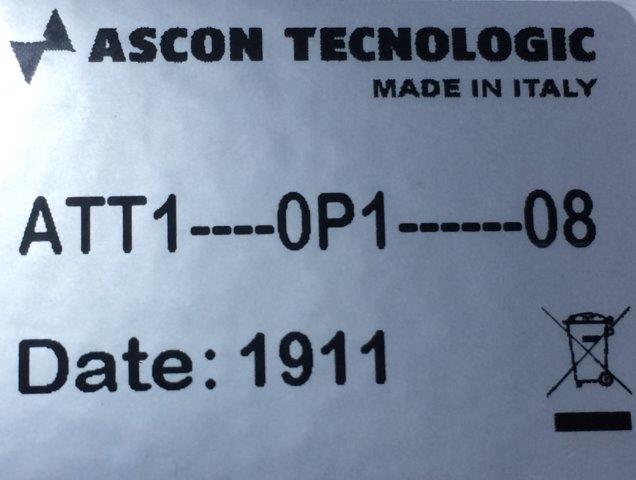 ASCON TECNOLOGIC
MADE IN ITALY
ATT1----0P1------08
Date: 1911